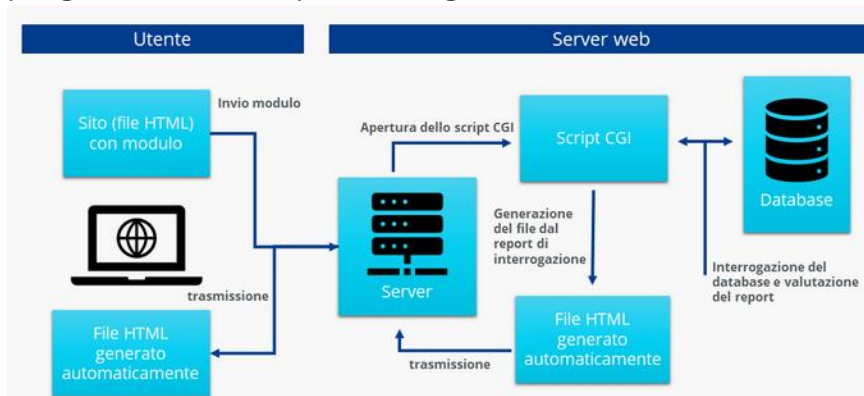 Utente
Server web
Invio modulo
Sito (file HTML)
con modulo
Apertura dello script CGI
Script CGI
Database
Generazione
del file dal
report di
interrogazione
Server
Interrogazione del
database e valutazione
del report
trasmissione
File HTML
generato
automaticamente
trasmissione
File HTML
generato
automaticamente